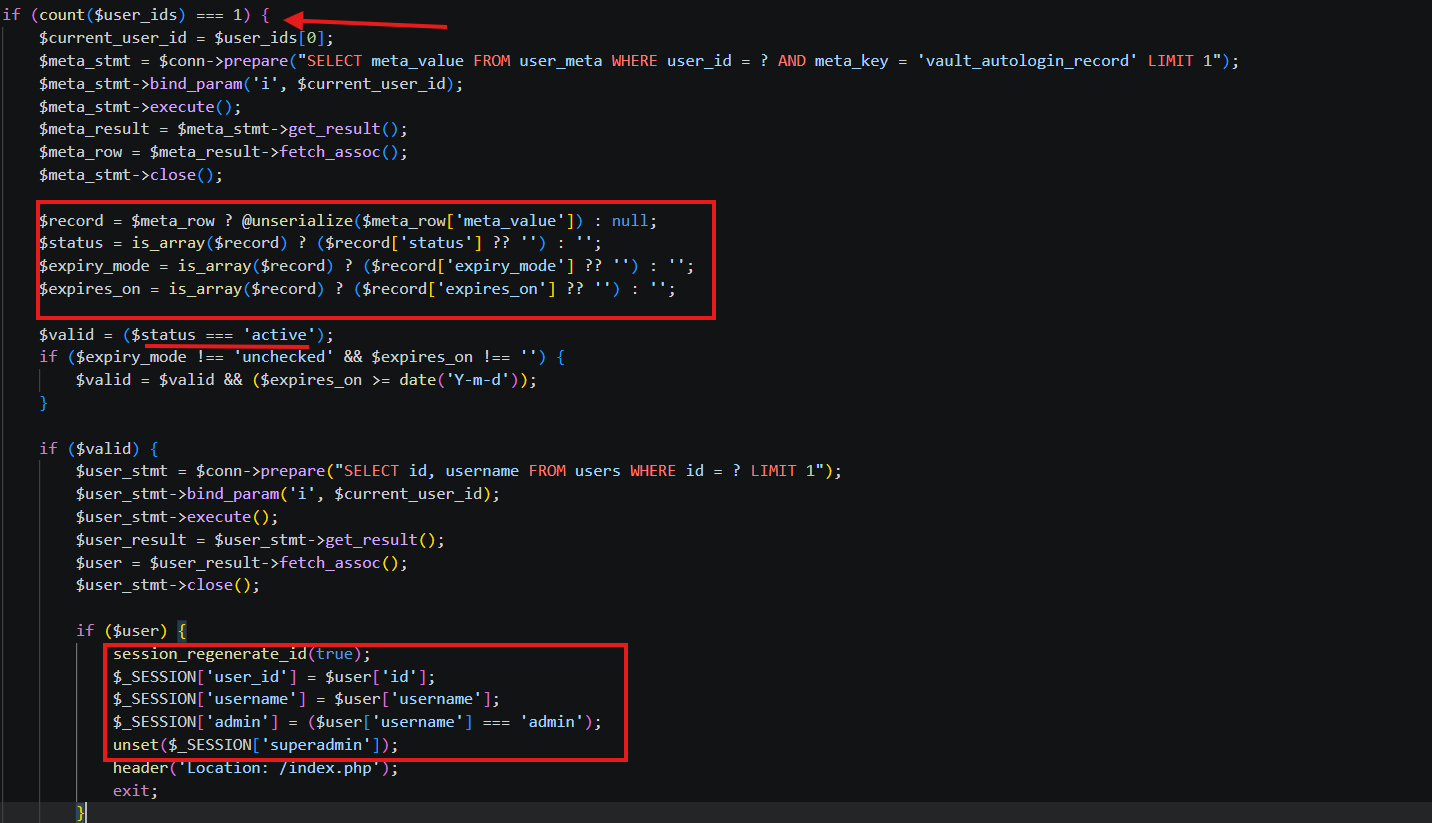 if (count($user_ids) === 1) {
$current_user_id = $user_ids[0];
$meta_stmt = $conn->prepare("SELECT meta_value FROM user_meta WHERE user_id = ? AND meta_key = 'vault_autologin_record' LIMIT 1");
$meta_stmt->bind_param('i', $current_user_id);
$meta_stmt->execute();
$meta_result = $meta_stmt->get_result();
$meta_row = $meta_result->fetch_assoc();
$meta_stmt->close();
$record = $meta_row ? @unserialize($meta_row['meta_value']) : null;
$status = is_array($record) ? ($record['status'] ?? '') : '';
$expiry_mode = is_array($record) ? ($record['expiry_mode'] ?? '') : '';
$expires_on = is_array($record) ? ($record['expires_on'] ?? '') : '';
$valid = ($status === 'active');
if ($expiry_mode !== 'unchecked' && $expires_on !== '') {
$valid = $valid && ($expires_on >= date('Y-m-d'));
}
if ($valid) {
$user_stmt = $conn->prepare("SELECT id, username FROM users WHERE id = ? LIMIT 1");
$user_stmt->bind_param('i', $current_user_id);
$user_stmt->execute();
$user_result = $user_stmt->get_result();
$user = $user_result->fetch_assoc();
$user_stmt->close();
if ($user) {
session_regenerate_id(true);
$_SESSION['user_id'] = $user['id'];
$_SESSION['username'] = $user['username'];
$_SESSION['admin'] = ($user['username'] === 'admin');
unset($_SESSION['superadmin']);
header('Location: /index.php');
exit;
}